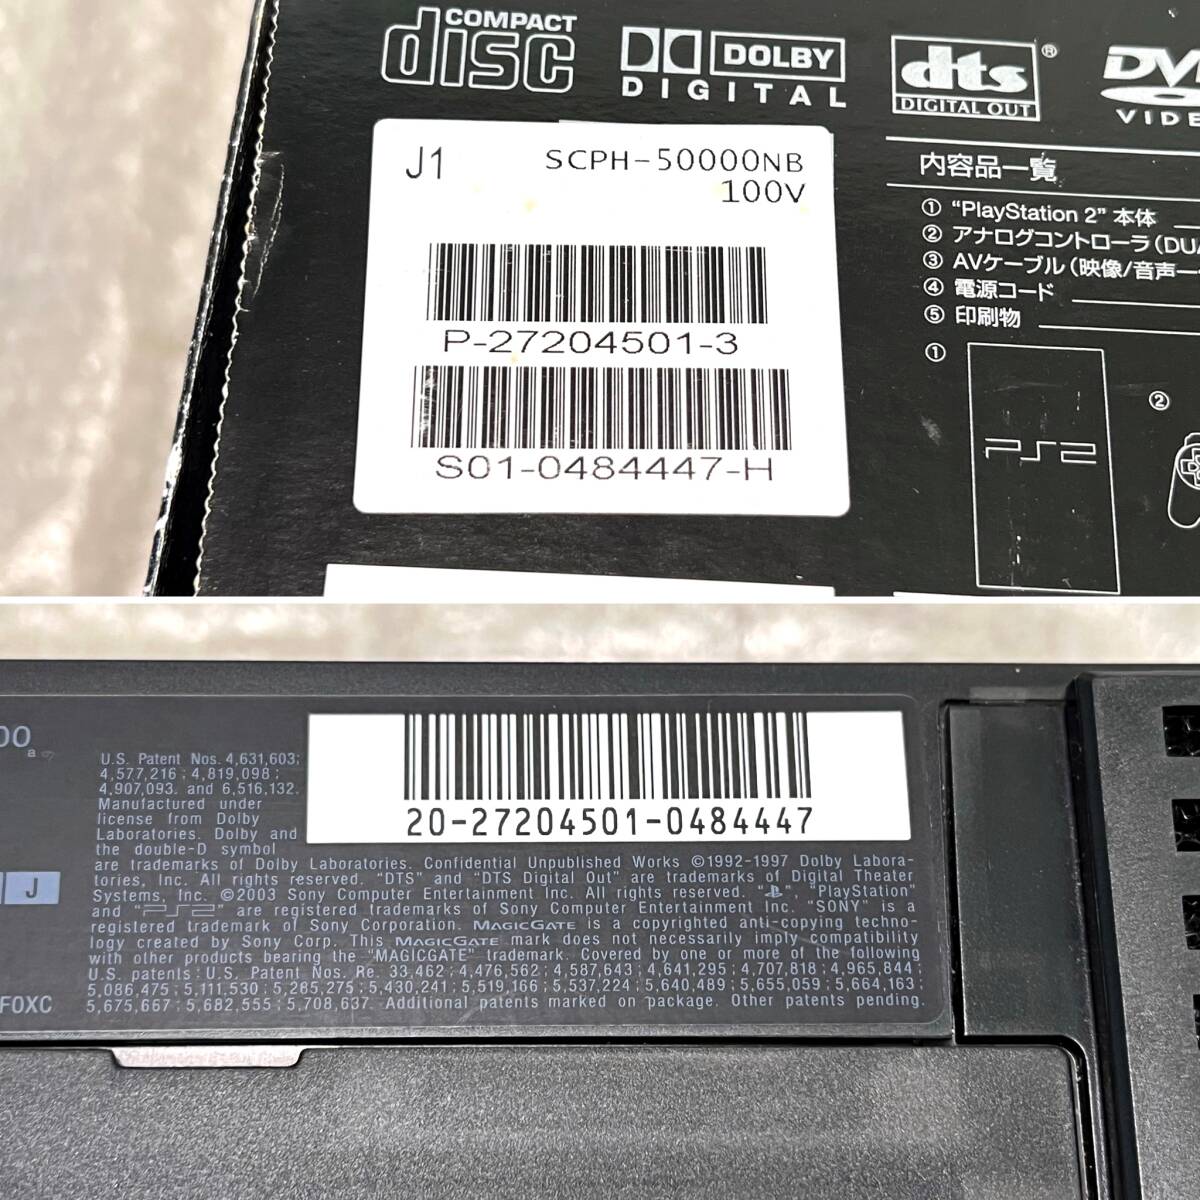 COMPACT
disc
DOLBY
DIGITAL
dts
®
DIGITAL OUT
J1
SCPH-50000NB
100V
P-27204501-3
S01-0484447-H
内容品一覧
① “PlayStation 2” 本体
② アナログコントローラ(DU
③ AVケーブル(映像/音声一
④ 電源コード
⑤ 印刷物
①
②
PS2
U.S. Patent Nos. 4,631,603;
4,577,216 ; 4,819,098 ;
4,907,093. and 6,516,132.
Manufactured under
license from Dolby
Laboratories. Dolby and
the double-D symbol
are trademarks of Dolby Laboratories. Confidential Unpublished Works ©1992-1997 Dolby Labora-
tories, Inc. All rights reserved. “DTS” and “DTS Digital Out” are trademarks of Digital Theater
Systems, Inc. ©2003 Sony Computer Entertainment Inc. All rights reserved. “ ”, “PlayStation”
and “PS2” are registered trademarks of Sony Computer Entertainment Inc. “SONY” is a
registered trademark of Sony Corporation. MAGICGATE is a copyrighted anti-copying techno-
logy created by Sony Corp. This MAGICGATE mark does not necessarily imply compatibility
with other products bearing the “MAGICGATE” trademark. Covered by one or more of the following
U.S. patents : U.S. Patent Nos. Re. 33,462 ; 4,476,562 ; 4,587,643 ; 4,641,295 ; 4,707,818 ; 4,965,844 ;
5,086,475 ; 5,111,530 ; 5,285,275 ; 5,430,241 ; 5,519,166 ; 5,537,224 ; 5,640,489 ; 5,655,059 ; 5,664,163 ;
5,675,667 ; 5,682,555 ; 5,708,637. Additional patents marked on package. Other patents pending.
20-27204501-0484447
J
FOXC